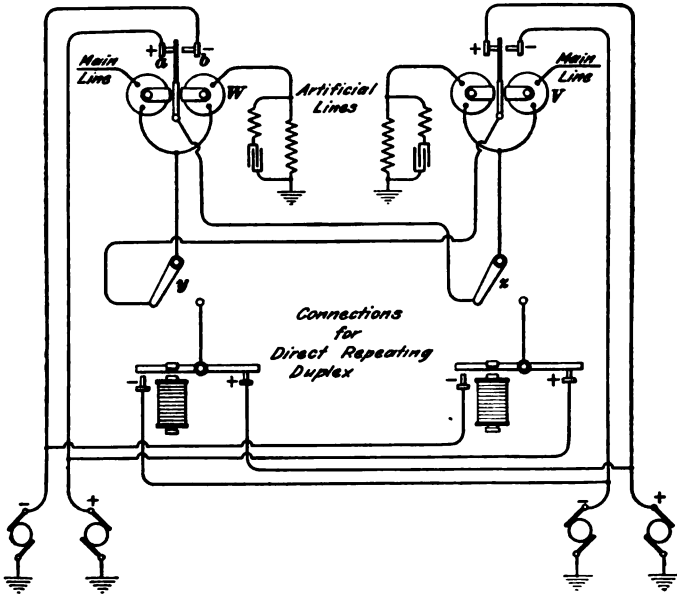 + a b -
Main
Line
W
Artificial
Lines
+ -
Main
Line
V
y
z
Connections
for
Direct Repeating
Duplex
- +
- +
- +
- +